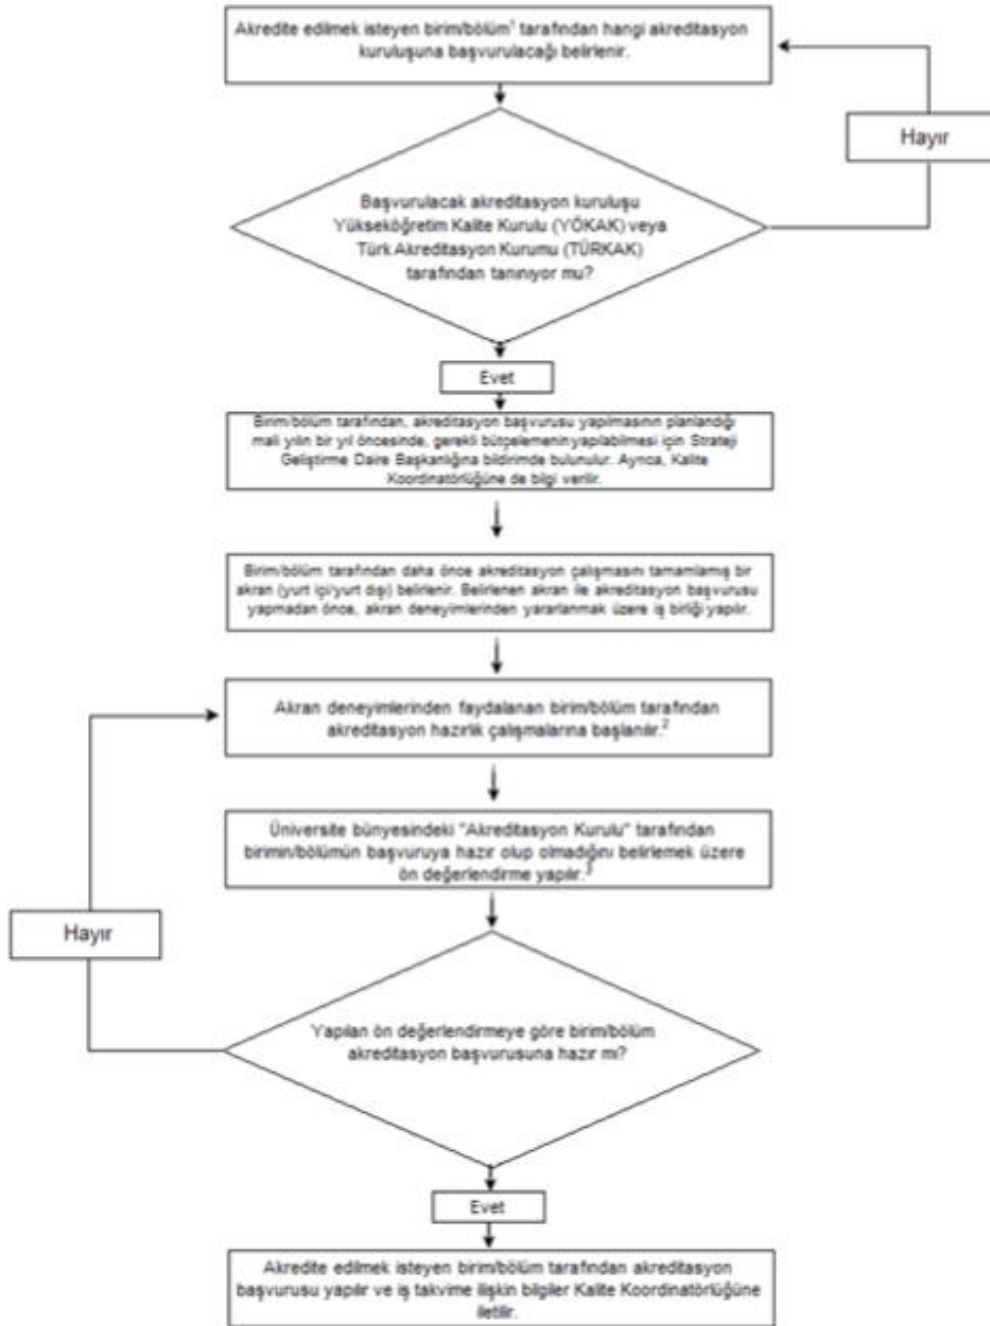 Akredite edilmek isteyen birim/bölüm¹ tarafından hangi akreditasyon
kuruluşuna başvurulacağı belirlenir.
Hayır
Başvurulacak akreditasyon kuruluşu
Yükseköğretim Kalite Kurulu (YÖKAK) veya
Türk Akreditasyon Kurumu (TÜRKAK)
tarafından tanınıyor mu?
Evet
Birim/bölüm tarafından, akreditasyon başvurusu yapılmasının planlandığı
mali yılın bir yıl öncesinde, gerekli bütçelemenin yapılabilmesi için Strateji
Geliştirme Daire Başkanlığına bildirimde bulunulur. Ayrıca, Kalite
Koordinatörlüğüne de bilgi verilir.
Birim/bölüm tarafından daha önce akreditasyon çalışmasını tamamlamış bir
akran (yurt içi/yurt dışı) belirlenir. Belirlenen akran ile akreditasyon başvurusu
yapmadan önce, akran deneyimlerinden yararlanmak üzere iş birliği yapılır.
Akran deneyimlerinden faydalanan birim/bölüm tarafından
akreditasyon hazırlık çalışmalarına başlanılır.²
Üniversite bünyesindeki "Akreditasyon Kurulu" tarafından
birimin/bölümün başvuruya hazır olup olmadığını belirlemek üzere
ön değerlendirme yapılır.³
Hayır
Yapılan ön değerlendirmeye göre birim/bölüm
akreditasyon başvurusuna hazır mı?
Evet
Akredite edilmek isteyen birim/bölüm tarafından akreditasyon
başvurusu yapılır ve iş takvime ilişkin bilgiler Kalite Koordinatörlüğüne
iletilir.